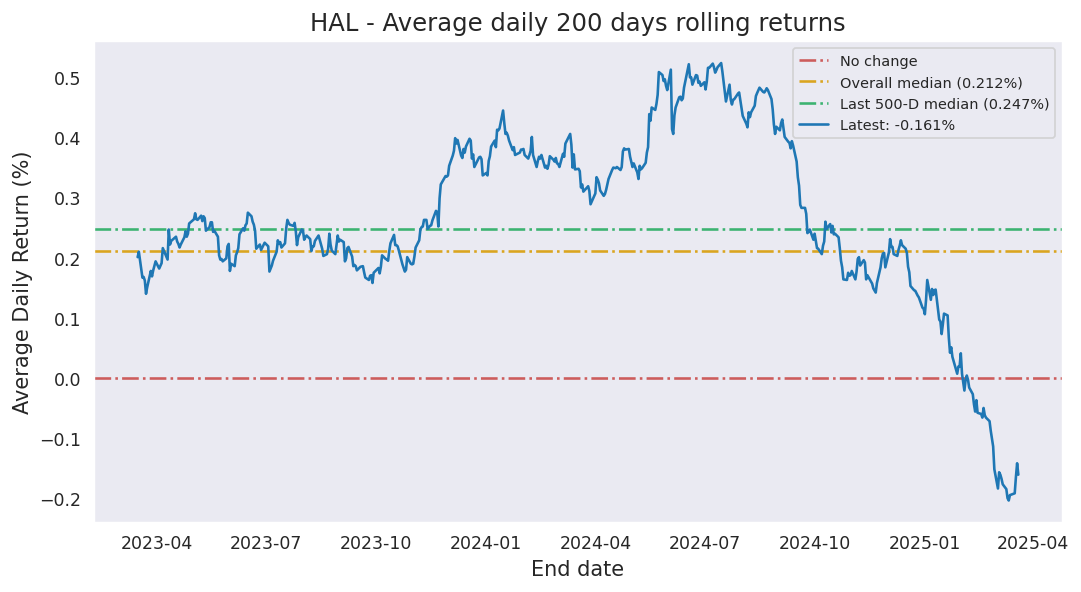 HAL - Average daily 200 days rolling returns
No change
Overall median (0.212%)
Last 500-D median (0.247%)
Latest: -0.161%
Average Daily Return (%)
0.5
0.4
0.3
0.2
0.1
0.0
−0.1
−0.2
2023-04 2023-07 2023-10 2024-01 2024-04 2024-07 2024-10 2025-01 2025-04
End date